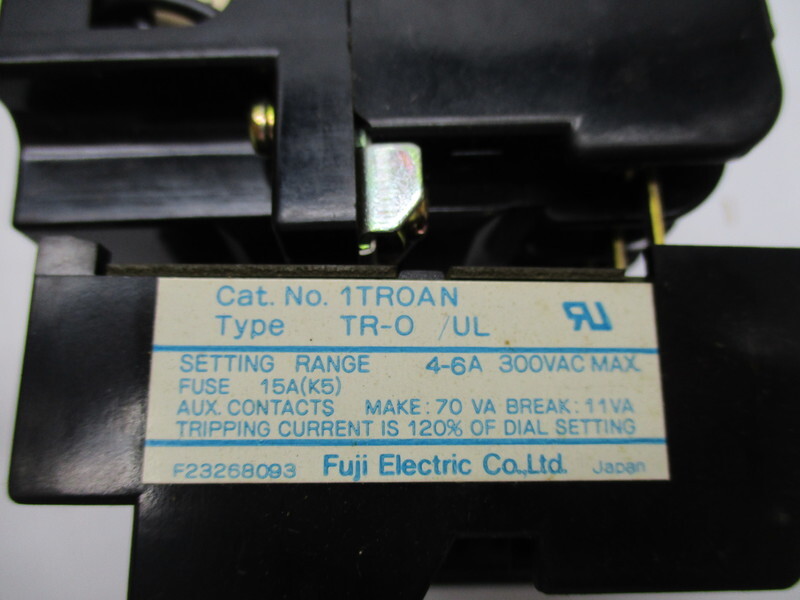 Cat. No. 1TROAN
Type TR-O /UL
SETTING RANGE 4-6A 300VAC MAX.
FUSE 15A(K5)
AUX. CONTACTS MAKE: 70 VA BREAK: 11VA
TRIPPING CURRENT IS 120% OF DIAL SETTING
F23268093 Fuji Electric Co.,Ltd. Japan